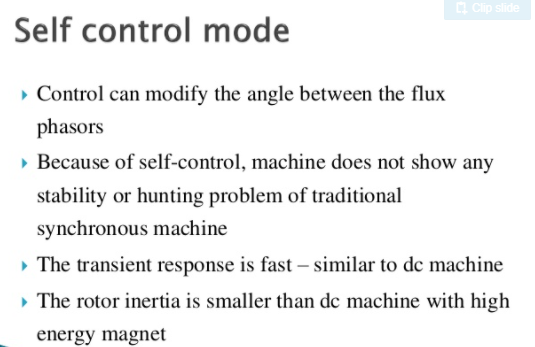 Clip slide
Self control mode
Control can modify the angle between the flux
phasors
Because of self-control, machine does not show any
stability or hunting problem of traditional
synchronous machine
The transient response is fast – similar to dc machine
The rotor inertia is smaller than dc machine with high
energy magnet